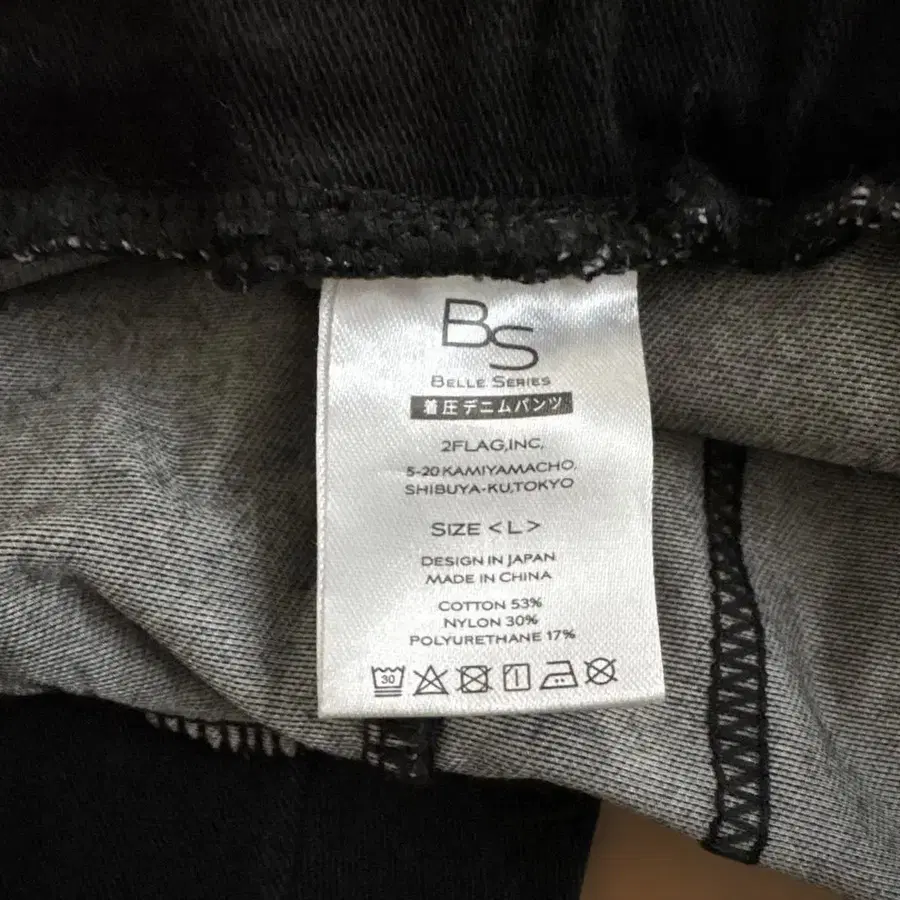 BS
BELLE SERIES
着圧デニムパンツ
2FLAG,INC,
5-20 KAMIYAMACHO,
SHIBUYA-KU,TOKYO
SIZE <L>
DESIGN IN JAPAN
MADE IN CHINA
COTTON 53%
NYLON 30%
POLYURETHANE 17%
30